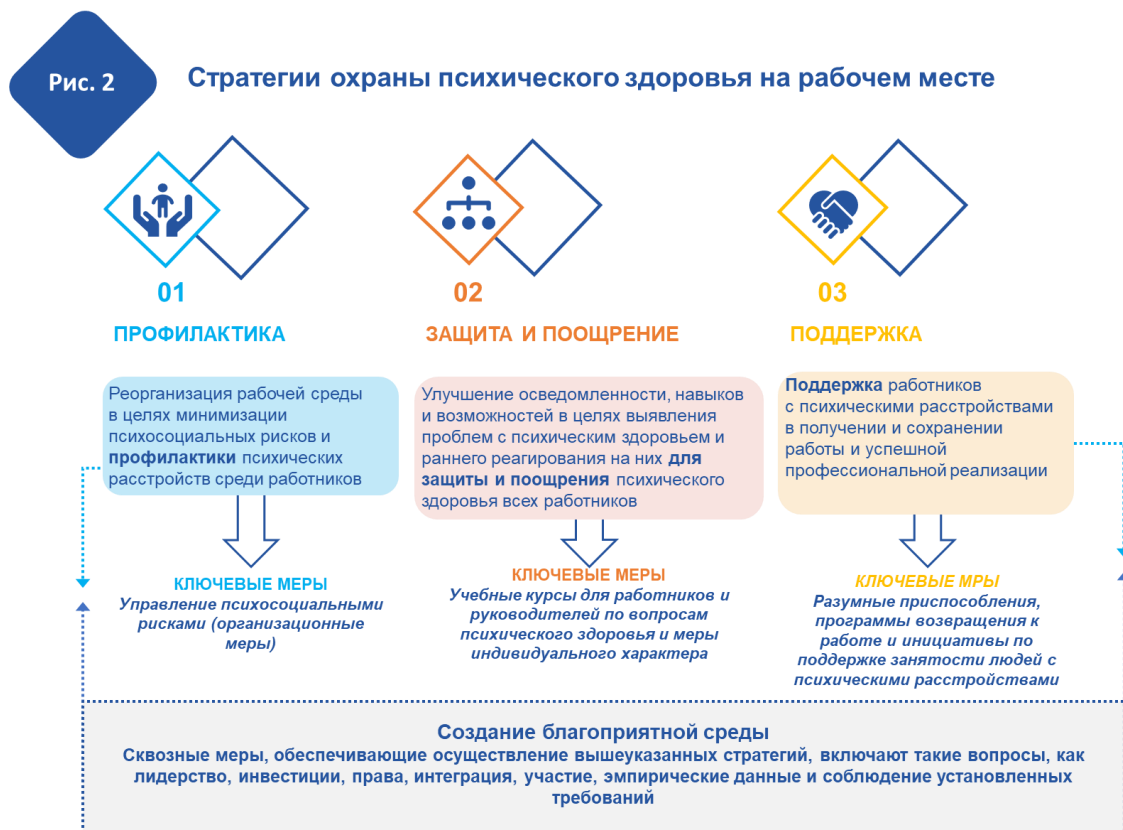 Рис. 2
Стратегии охраны психического здоровья на рабочем месте
01
ПРОФИЛАКТИКА
Реорганизация рабочей среды
в целях минимизации
психосоциальных рисков и
профилактики психических
расстройств среди работников
КЛЮЧЕВЫЕ МЕРЫ
Управление психосоциальными
рисками (организационные
меры)
02
ЗАЩИТА И ПООЩРЕНИЕ
Улучшение осведомленности, навыков
и возможностей в целях выявления
проблем с психическим здоровьем и
раннего реагирования на них для
защиты и поощрения психического
здоровья всех работников
КЛЮЧЕВЫЕ МЕРЫ
Учебные курсы для работников и
руководителей по вопросам
психического здоровья и меры
индивидуального характера
03
ПОДДЕРЖКА
Поддержка работников
с психическими расстройствами
в получении и сохранении
работы и успешной
профессиональной реализации
КЛЮЧЕВЫЕ МРЫ
Разумные приспособления,
программы возвращения к
работе и инициативы по
поддержке занятости людей с
психическими расстройствами
Создание благоприятной среды
Сквозные меры, обеспечивающие осуществление вышеуказанных стратегий, включают такие вопросы, как
лидерство, инвестиции, права, интеграция, участие, эмпирические данные и соблюдение установленных
требований